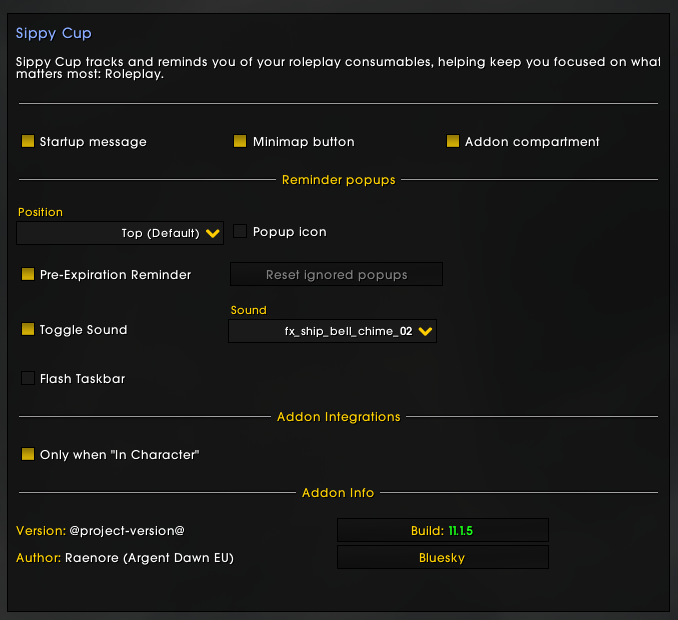 Sippy Cup
Sippy Cup tracks and reminds you of your roleplay consumables, helping keep you focused on what
matters most: Roleplay.
Startup message
Minimap button
Addon compartment
Reminder popups
Position
Top (Default)
Popup icon
Pre-Expiration Reminder
Reset ignored popups
Sound
Toggle Sound
fx_ship_bell_chime_02
Flash Taskbar
Addon Integrations
Only when "In Character"
Addon Info
Version: @project-version@
Build: 11.1.5
Author: Raenore (Argent Dawn EU)
Bluesky